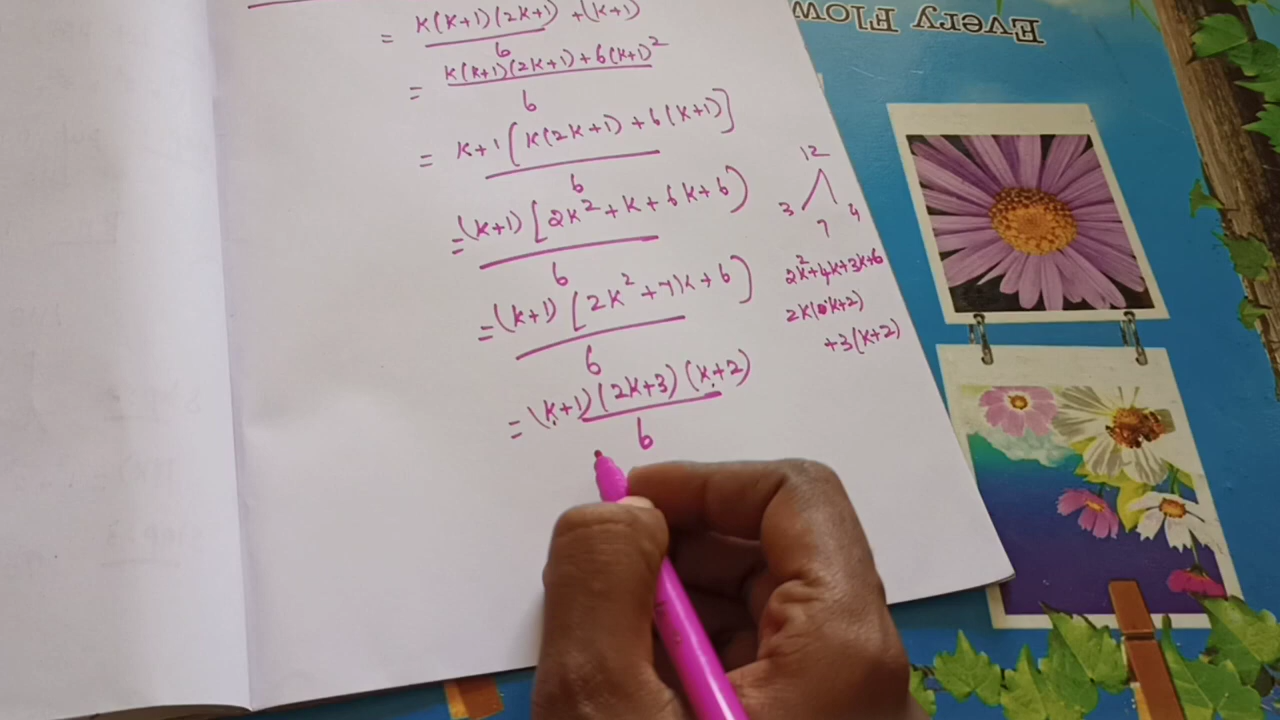 = k(k+1)(2k+1) + (k+1)
6
= k(k+1)(2k+1) + 6(k+1)²
6
= k+1 [k(2k+1) + 6(k+1)]
6
= (k+1) [2k² + k + 6k + 6)
6
= (k+1) [2k² + 7k + 6)
6
= (k+1)(2k+3)(k+2)
6
12
3 4
7
2k²+4k+3k+6
2k(k+2)
+3(k+2)
Every Flow